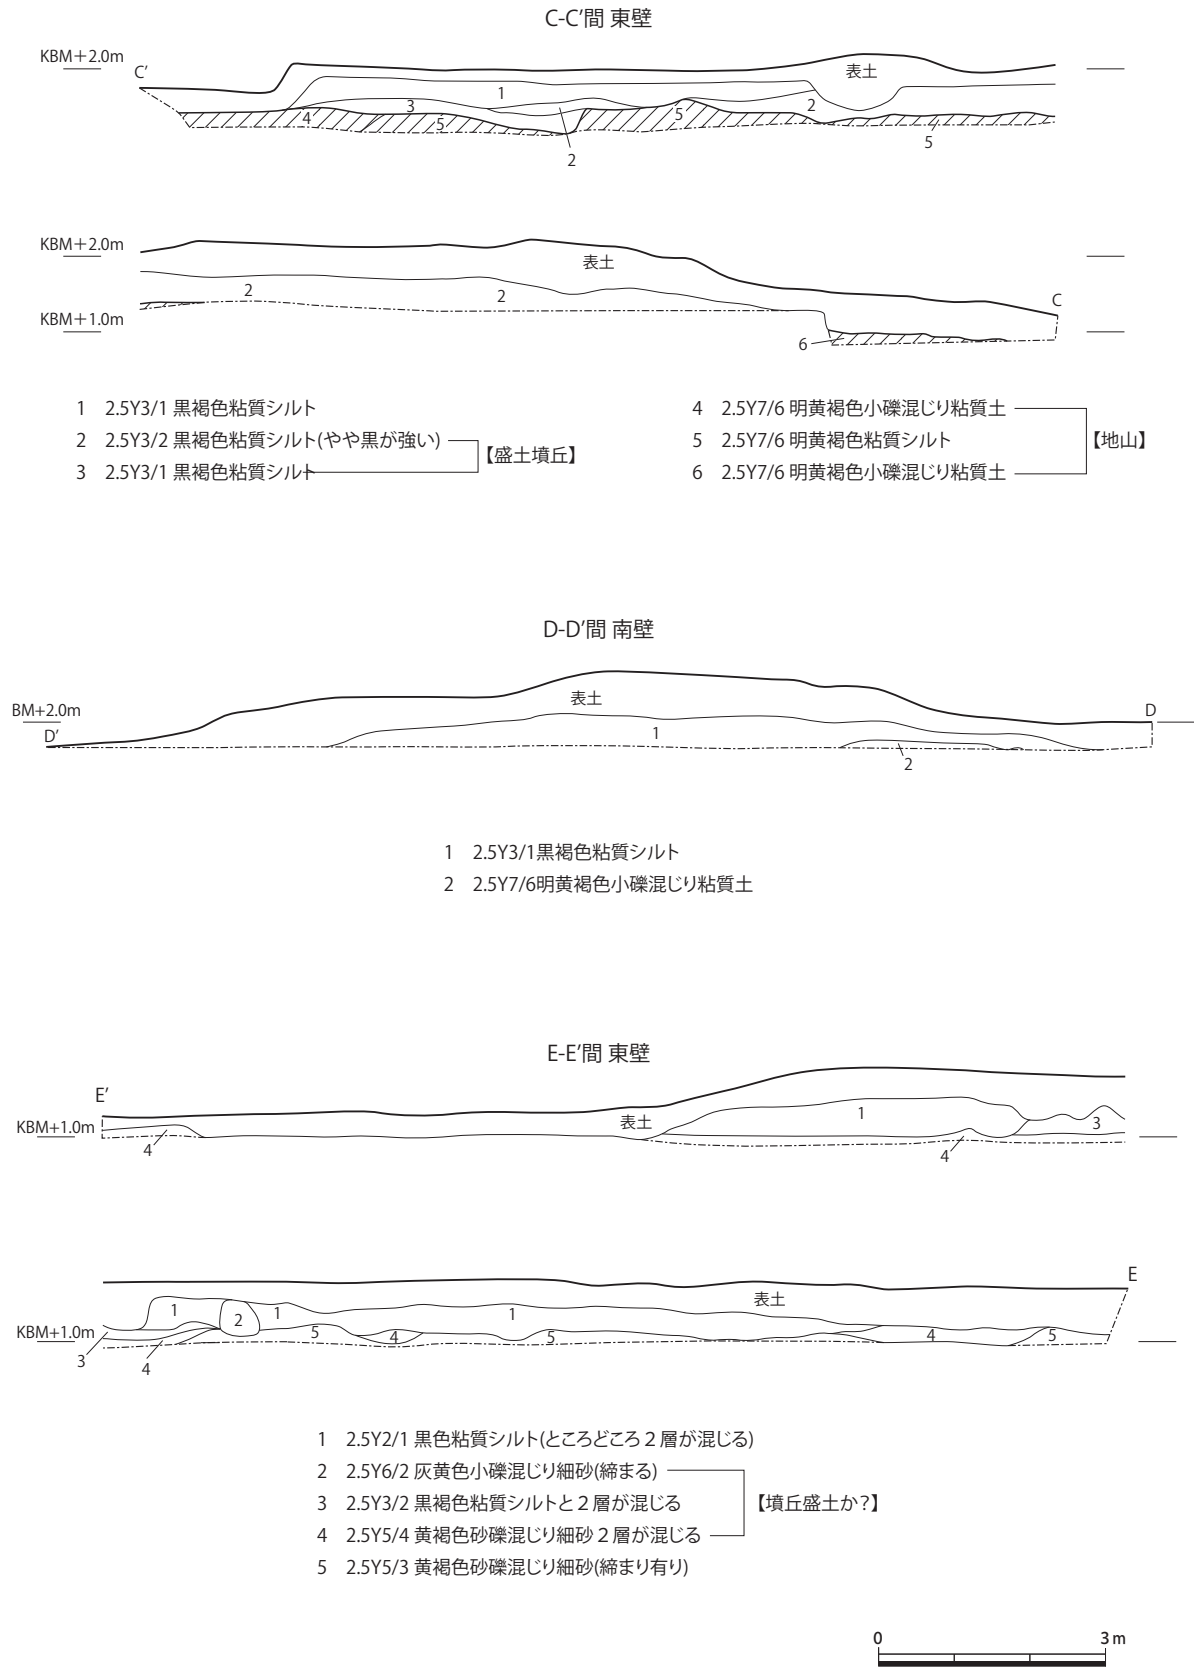 C-C’間 東壁
KBM+2.0m
C’
表土
1
3
2
4
5
5
2
5
KBM+2.0m
表土
2
2
C
KBM+1.0m
6
1 2.5Y3/1 黒褐色粘質シルト
2 2.5Y3/2 黒褐色粘質シルト(やや黒が強い)
3 2.5Y3/1 黒褐色粘質シルト
【盛土墳丘】
4 2.5Y7/6 明黄褐色小礫混じり粘質土
5 2.5Y7/6 明黄褐色粘質シルト
6 2.5Y7/6 明黄褐色小礫混じり粘質土
【地山】
D-D’間 南壁
BM+2.0m
D’
表土
D
1
2
1 2.5Y3/1黒褐色粘質シルト
2 2.5Y7/6明黄褐色小礫混じり粘質土
E-E’間 東壁
E’
KBM+1.0m
表土
1
3
4
4
E
表土
1
2
1
1
KBM+1.0m
5
4
5
4
5
3
4
1 2.5Y2/1 黒色粘質シルト(ところどころ2層が混じる)
2 2.5Y6/2 灰黄色小礫混じり細砂(締まる)
3 2.5Y3/2 黒褐色粘質シルトと2層が混じる
【墳丘盛土か?】
4 2.5Y5/4 黄褐色砂礫混じり細砂2層が混じる
5 2.5Y5/3 黄褐色砂礫混じり細砂(締まり有り)
0 3m